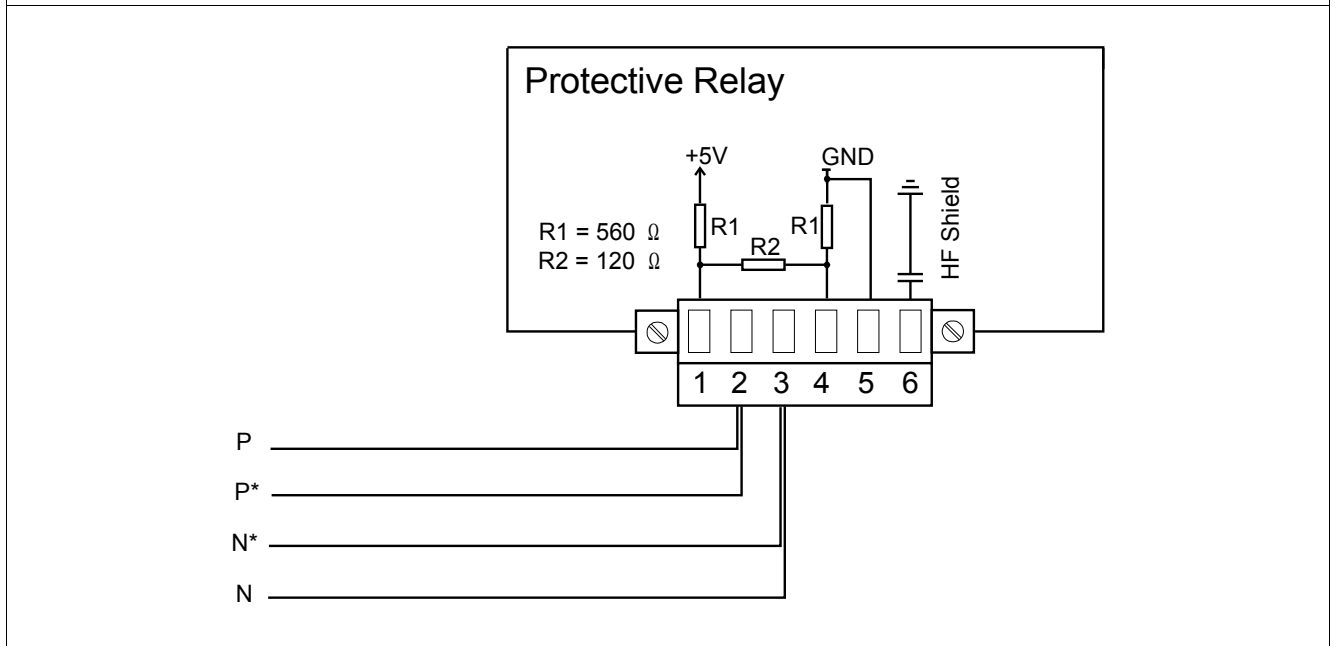 Protective Relay
+5V GND
HF Shield
R1 = 560 Ω R1 R1
R2 = 120 Ω R2
1 2 3 4 5 6
P
P*
N*
N